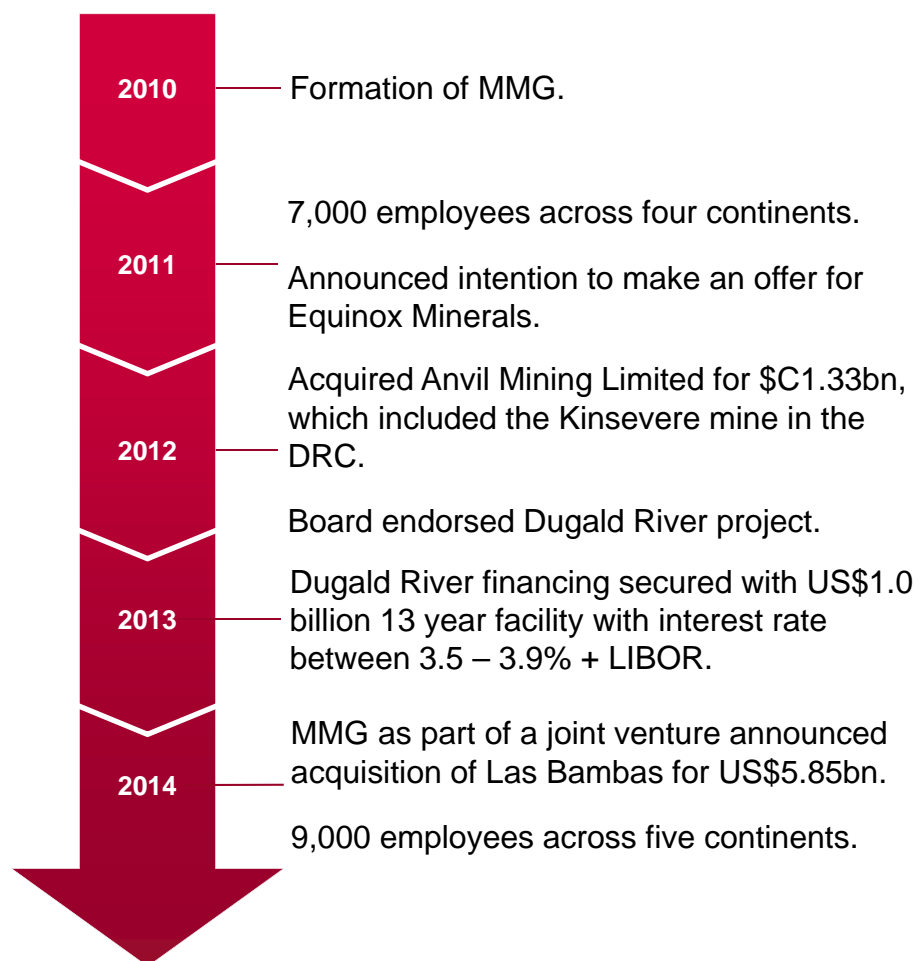 2010
Formation of MMG.
7,000 employees across four continents.
2011
Announced intention to make an offer for
Equinox Minerals.
Acquired Anvil Mining Limited for $C1.33bn,
which included the Kinsevere mine in the
2012
DRC.
Board endorsed Dugald River project.
Dugald River financing secured with US$1.0
2013
billion 13 year facility with interest rate
between 3.5 – 3.9% + LIBOR.
MMG as part of a joint venture announced
2014
acquisition of Las Bambas for US$5.85bn.
9,000 employees across five continents.